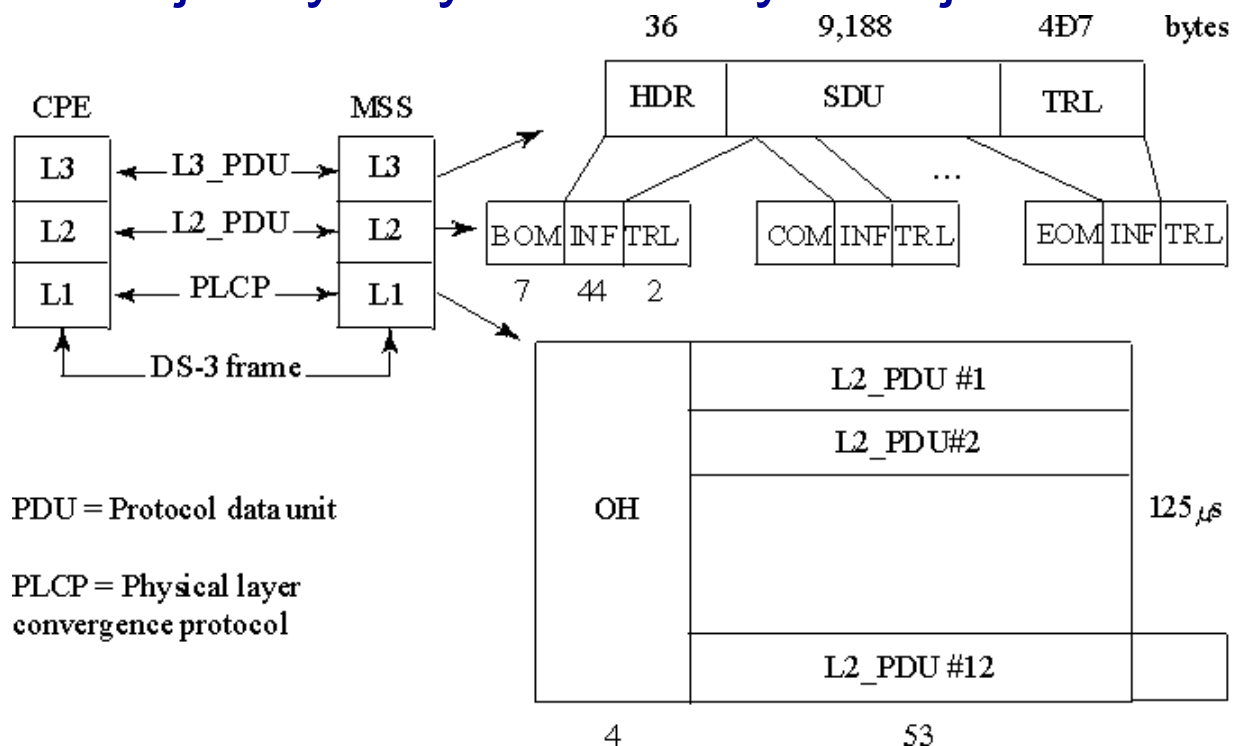 36 9,188 4Đ7 bytes
HDR SDU TRL
CPE MSS
L3 L3_PDU L3
...
L2 L2_PDU L2
BOM INF TRL COM INF TRL EOM INF TRL
7 44 2
L1 PLCP L1
DS-3 frame
L2_PDU #1
L2_PDU#2
PDU = Protocol data unit
OH
125 μs
PLCP = Physical layer
convergence protocol
L2_PDU #12
4 53